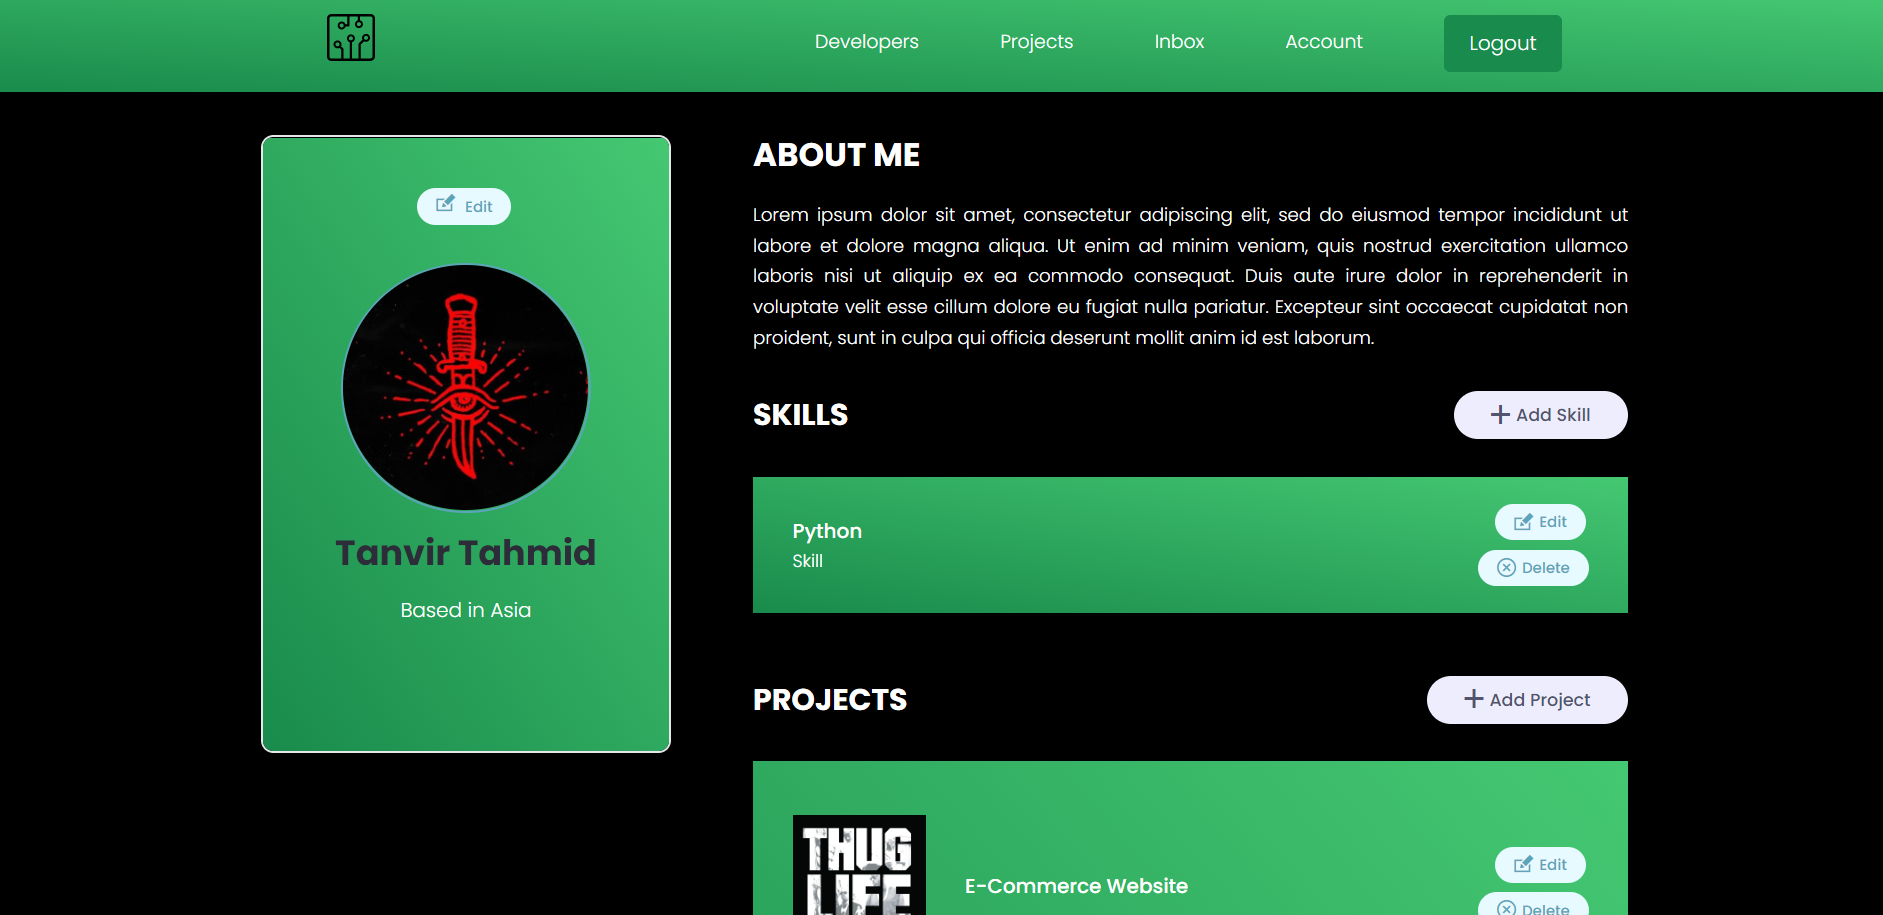 Developers
Projects
Inbox
Account
Logout
Edit
Tanvir Tahmid
Based in Asia
ABOUT ME
Lorem ipsum dolor sit amet, consectetur adipiscing elit, sed do eiusmod tempor incididunt ut
labore et dolore magna aliqua. Ut enim ad minim veniam, quis nostrud exercitation ullamco
laboris nisi ut aliquip ex ea commodo consequat. Duis aute irure dolor in reprehenderit in
voluptate velit esse cillum dolore eu fugiat nulla pariatur. Excepteur sint occaecat cupidatat non
proident, sunt in culpa qui officia deserunt mollit anim id est laborum.
SKILLS
Add Skill
Python
Skill
Edit
Delete
PROJECTS
Add Project
THUG
LIFE
E-Commerce Website
Edit
Delete